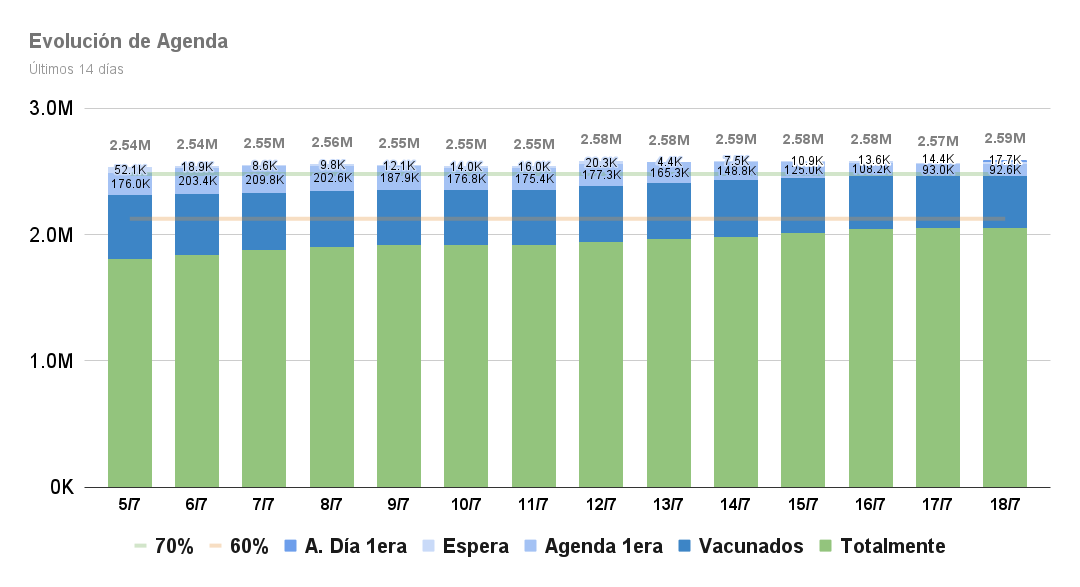 Evolución de Agenda
Últimos 14 días
3.0M
2.54M 2.54M 2.55M 2.56M 2.55M 2.55M 2.55M 2.58M 2.58M 2.59M 2.58M 2.58M 2.57M 2.59M
52.1K 18.9K 8.6K 9.8K 12.1K 14.0K 16.0K 20.3K 4.4K 7.5K 10.9K 13.6K 14.4K 17.7K
176.0K 203.4K 209.8K 202.6K 187.9K 176.8K 175.4K 177.3K 165.3K 148.8K 125.0K 108.2K 93.0K 92.6K
2.0M
1.0M
0K
5/7 6/7 7/7 8/7 9/7 10/7 11/7 12/7 13/7 14/7 15/7 16/7 17/7 18/7
70% 60% A. Día 1era Espera Agenda 1era Vacunados Totalmente